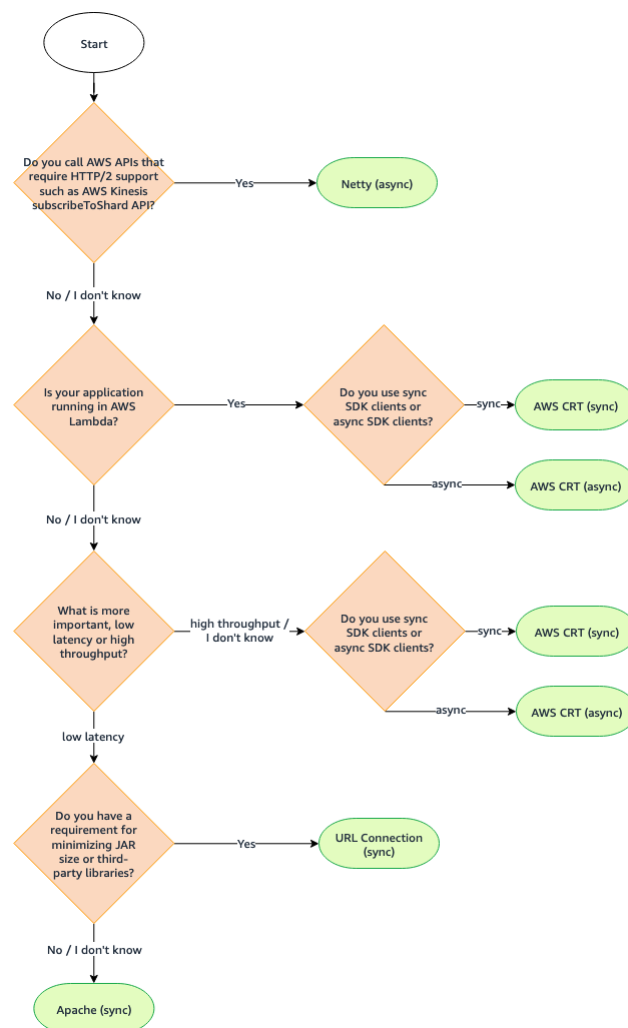 Start
Do you call AWS APIs that
require HTTP/2 support
such as AWS Kinesis
subscribeToShard API?
Yes
Netty (async)
No / I don't know
Is your application
running in AWS
Lambda?
Yes
Do you use sync
SDK clients or
async SDK clients?
sync
AWS CRT (sync)
async
AWS CRT (async)
No / I don't know
What is more
important, low
latency or high
throughput?
high throughput /
I don't know
Do you use sync
SDK clients or
async SDK clients?
sync
AWS CRT (sync)
async
AWS CRT (async)
low latency
Do you have a
requirement for
minimizing JAR
size or third-
party libraries?
Yes
URL Connection
(sync)
No / I don't know
Apache (sync)